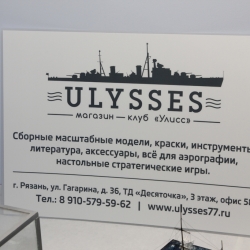 ULYSSES
магазин — клуб «Улисс»
Сборные масштабные модели, краски, инструменты
литература, аксессуары, всё для аэрографии,
настольные стратегические игры.
г. Рязань, ул. Гагарина, д. 36, ТД «Десяточка», 3 этаж, офис
Тел.: 8 910-579-59-62 | www.ulysses77.ru